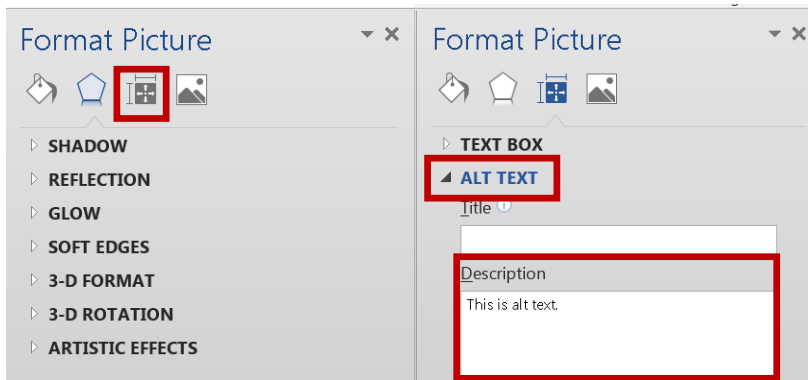 Format Picture
SHADOW
REFLECTION
GLOW
SOFT EDGES
3-D FORMAT
3-D ROTATION
ARTISTIC EFFECTS
Format Picture
TEXT BOX
ALT TEXT
Title
Description
This is alt text.